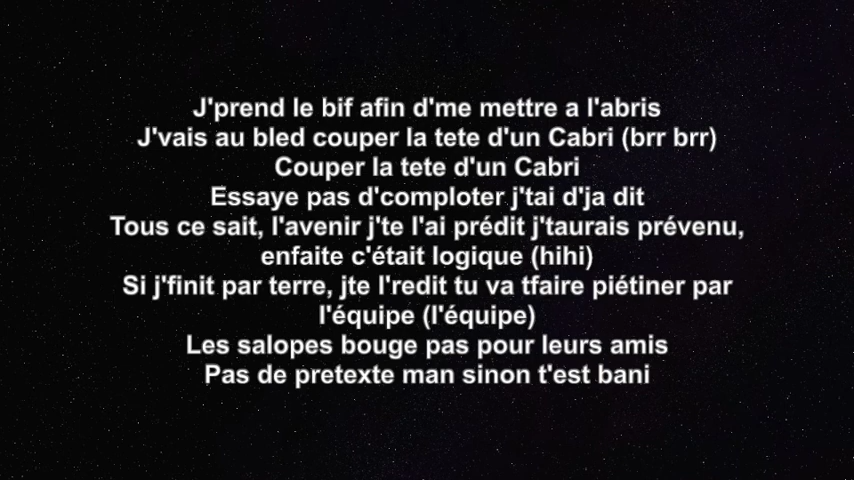 J'prend le bif afin d'me mettre a l'abris
J'vais au bled couper la tete d'un Cabri (brr brr)
Couper la tete d'un Cabri
Essaye pas d'comploter j'tai d'ja dit
Tous ce sait, l'avenir j'te l'ai prédit j'taurais prévenu,
enfaite c'était logique (hihi)
Si j'finit par terre, jte l'redit tu va tfaire piétiner par
l'équipe (l'équipe)
Les salopes bouge pas pour leurs amis
Pas de pretexte man sinon t'est bani